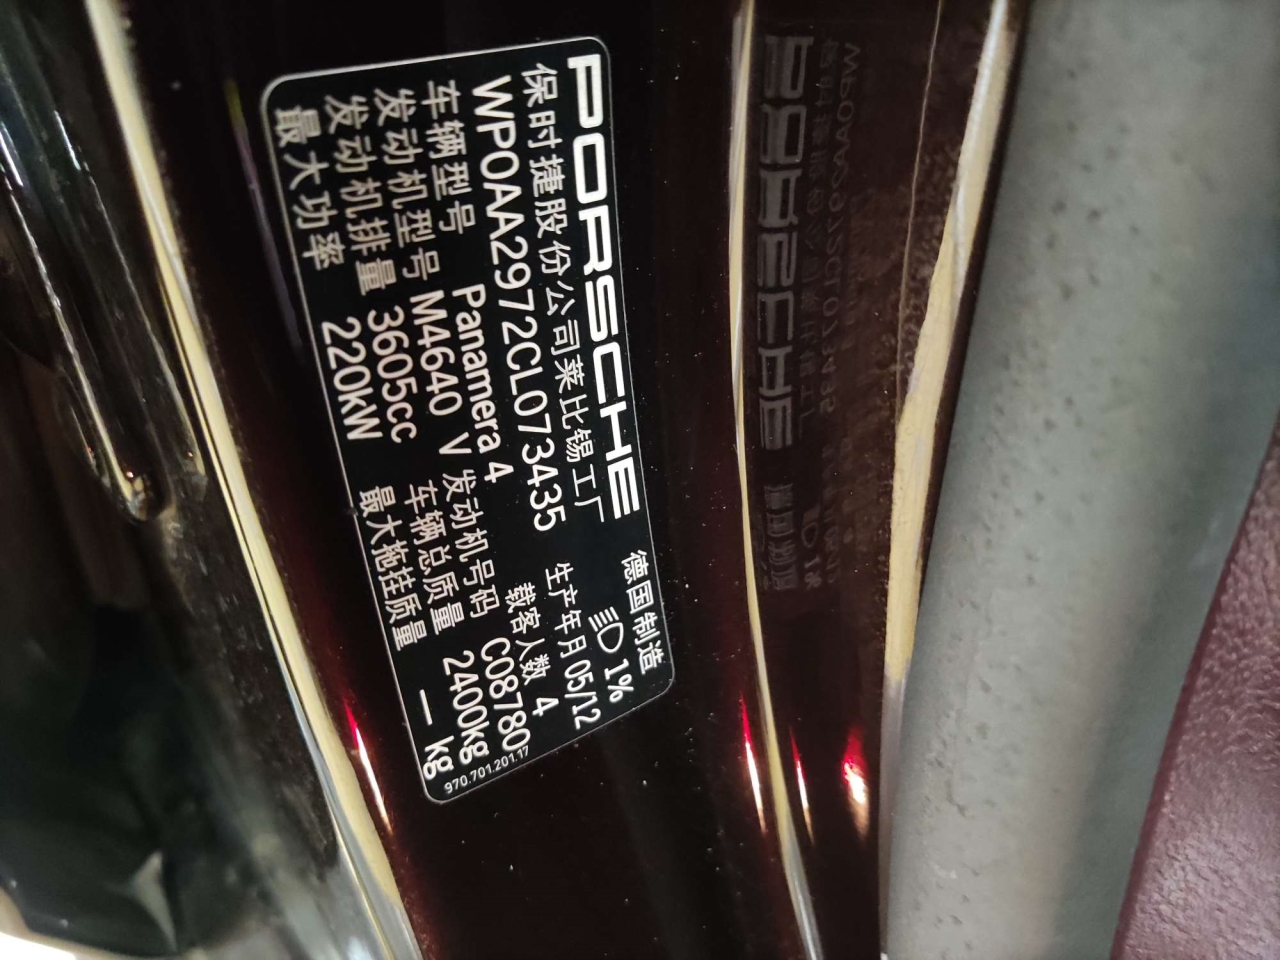 PORSCHE 德国制造
保时捷股份公司莱比锡工厂 1%
WP0AA2972CL073435 生产年月 05/12
车辆型号 Panamera 4 载客人数 4
发动机型号 M4640 V 发动机号码 C08780
发动机排量 3605cc 车辆总质量 2400kg
最大功率 220kW 最大拖挂质量 — kg
970.701.201.17